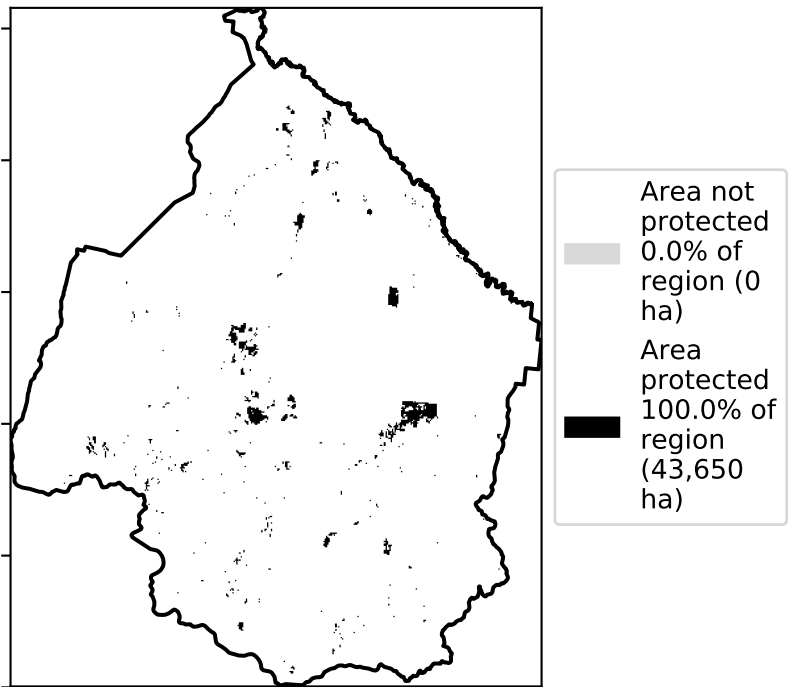 Area not
protected
0.0% of
region (0
ha)
Area
protected
100.0% of
region
(43,650
ha)